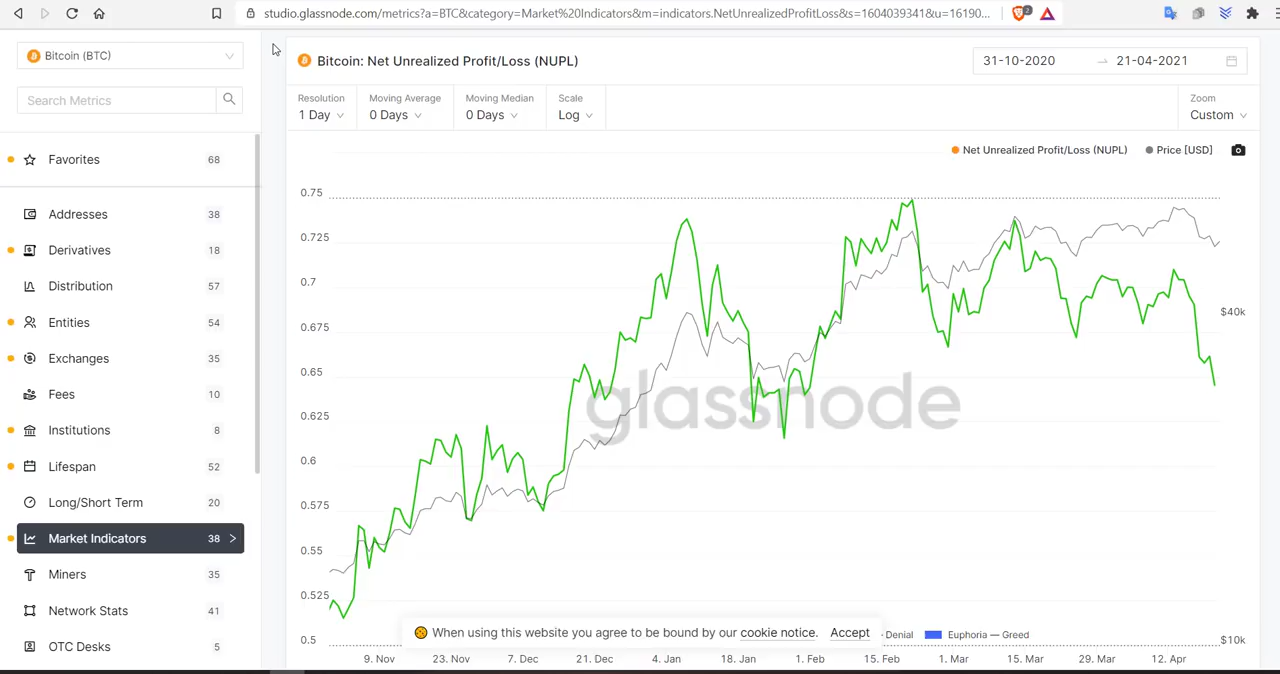 studio.glassnode.com/metrics?a=BTC&category=Market%20Indicators&m=indicators.NetUnrealizedProfitLoss&s=1604039341&u=16190...
2
Bitcoin (BTC)
Search Metrics
Favorites 68
Addresses 38
Derivatives 18
Distribution 57
Entities 54
Exchanges 35
Fees 10
Institutions 8
Lifespan 52
Long/Short Term 20
Market Indicators 38
Miners 35
Network Stats 41
OTC Desks 5
Bitcoin: Net Unrealized Profit/Loss (NUPL)
31-10-2020 → 21-04-2021
Resolution Moving Average Moving Median Scale Zoom
1 Day 0 Days 0 Days Log Custom
Net Unrealized Profit/Loss (NUPL) Price [USD]
0.75
0.725
0.7
$40k
0.675
0.65
glassnode
0.625
0.6
0.575
0.55
0.525
0.5
$10k
When using this website you agree to be bound by our cookie notice. Accept
- Denial Euphoria — Greed
9. Nov 23. Nov 7. Dec 21. Dec 4. Jan 18. Jan 1. Feb 15. Feb 1. Mar 15. Mar 29. Mar 12. Apr